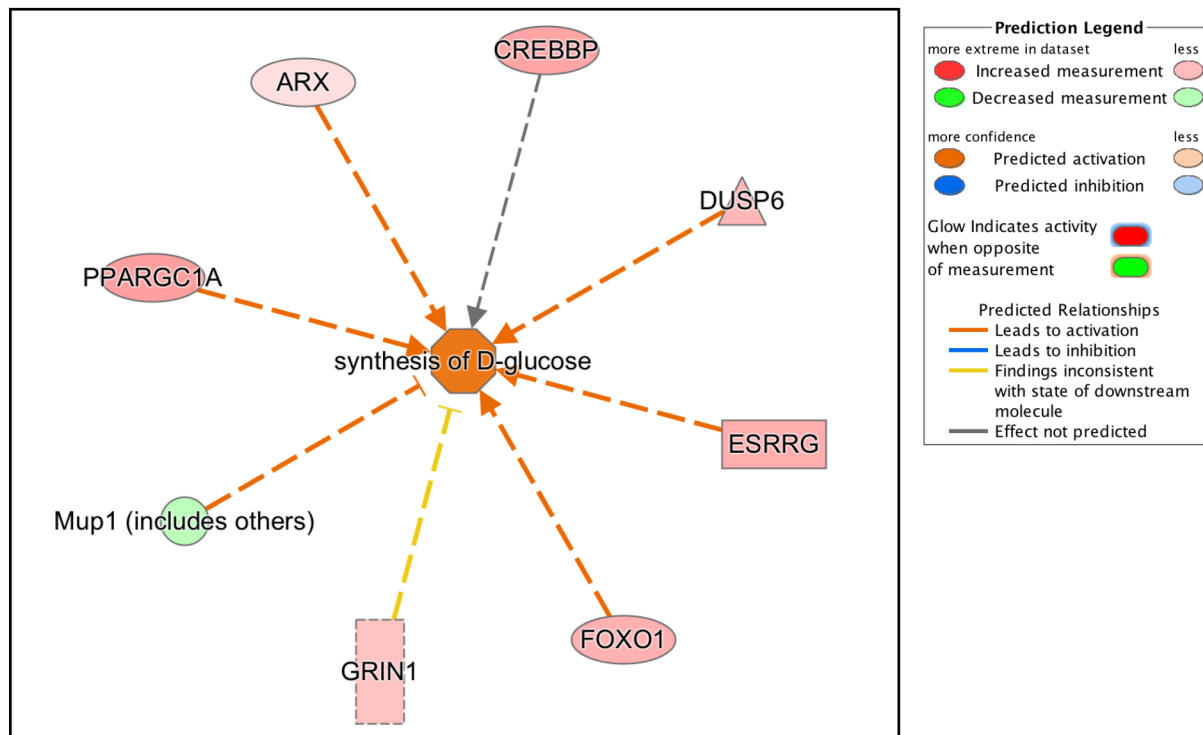 CREBBP
ARX
DUSP6
PPARGC1A
synthesis of D-glucose
ESRRG
Mup1 (includes others)
FOXO1
GRIN1
Prediction Legend
more extreme in dataset less
Increased measurement
Decreased measurement
more confidence less
Predicted activation
Predicted inhibition
Glow Indicates activity
when opposite
of measurement
Predicted Relationships
Leads to activation
Leads to inhibition
Findings inconsistent
with state of downstream
molecule
Effect not predicted